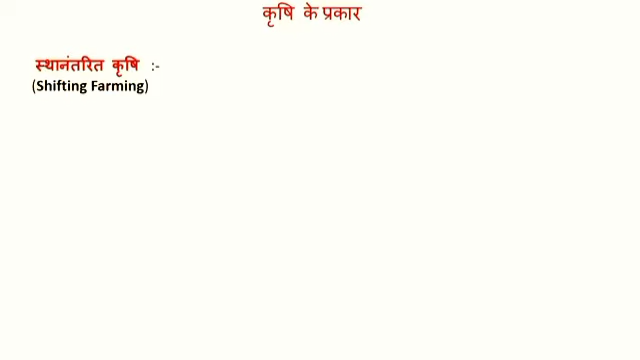 कृषि के प्रकार
स्थानंतरित कृषि :-
(Shifting Farming)